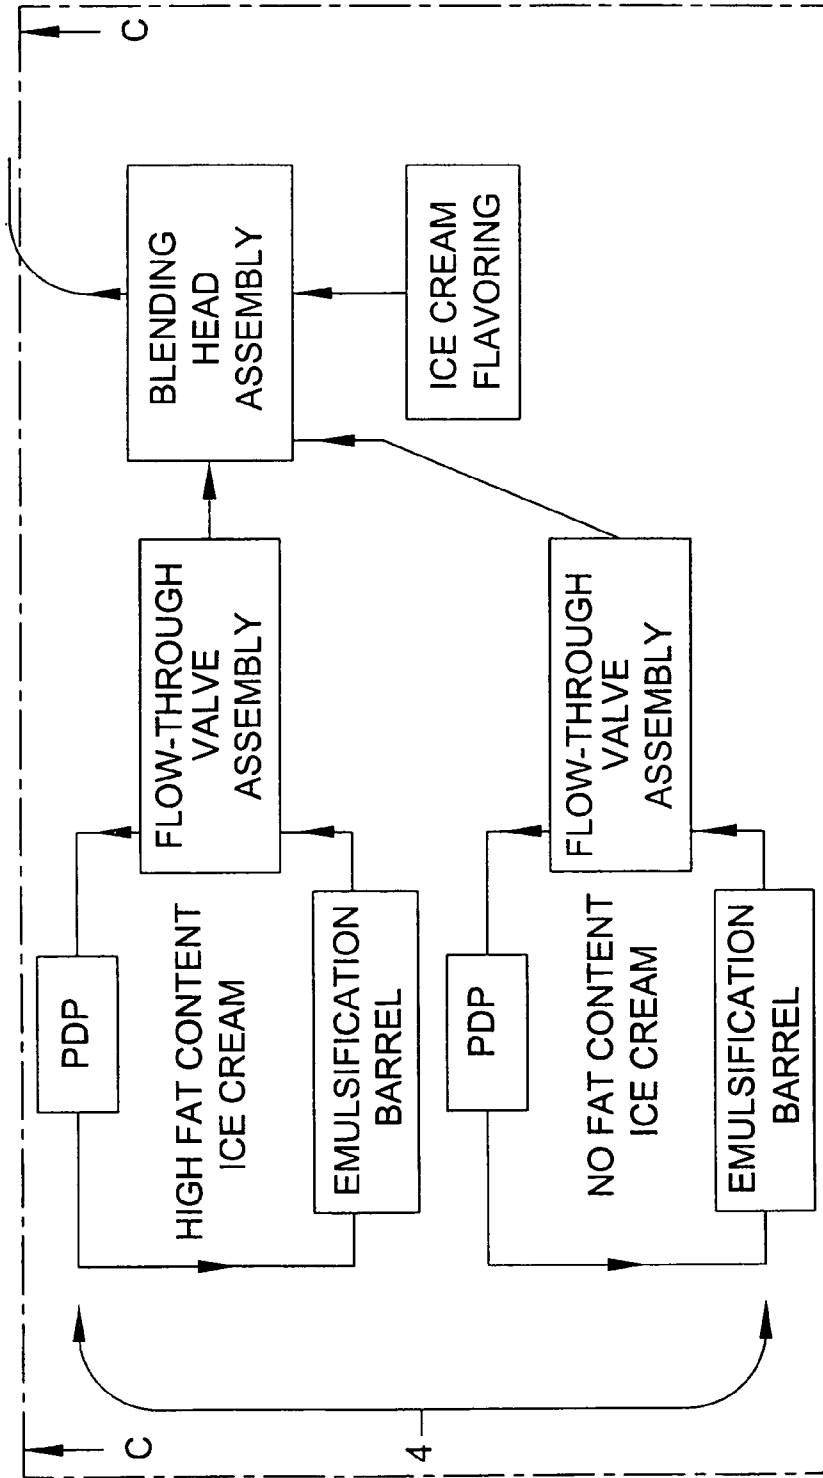 C
C
4
PDP
HIGH FAT CONTENT
ICE CREAM
EMULSIFICATION
BARREL
FLOW-THROUGH
VALVE
ASSEMBLY
BLENDING
HEAD
ASSEMBLY
ICE CREAM
FLAVORING
PDP
NO FAT CONTENT
ICE CREAM
EMULSIFICATION
BARREL
FLOW-THROUGH
VALVE
ASSEMBLY